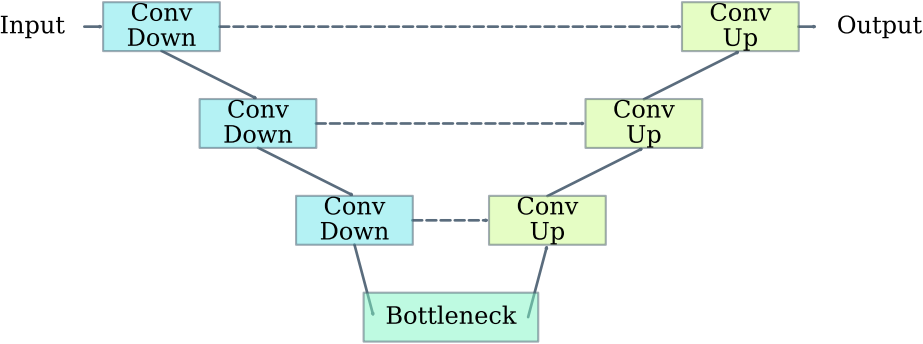 Input
Conv
Down
Conv
Up
Output
Conv
Down
Conv
Up
Conv
Down
Conv
Up
Bottleneck